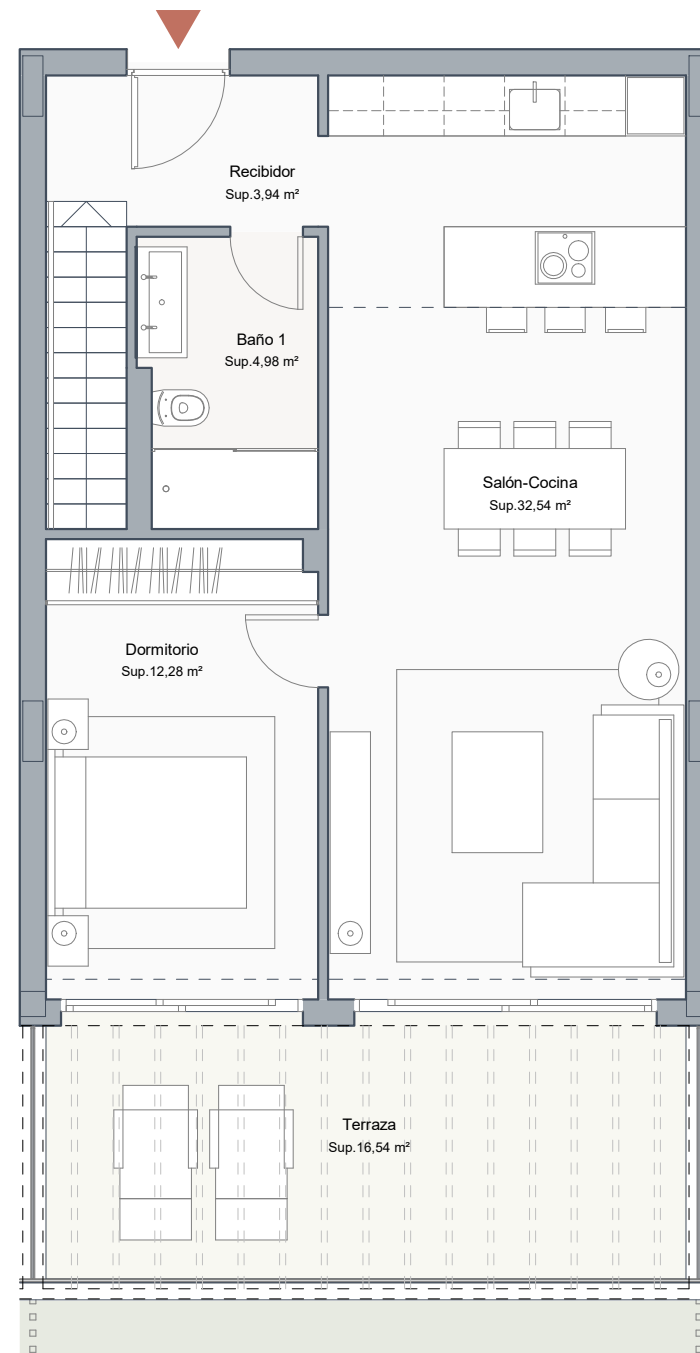 Recibidor
Sup.3,94 m²
Baño 1
Sup.4,98 m²
Salón-Cocina
Sup.32,54 m²
Dormitorio
Sup.12,28 m²
Terraza
Sup.16,54 m²